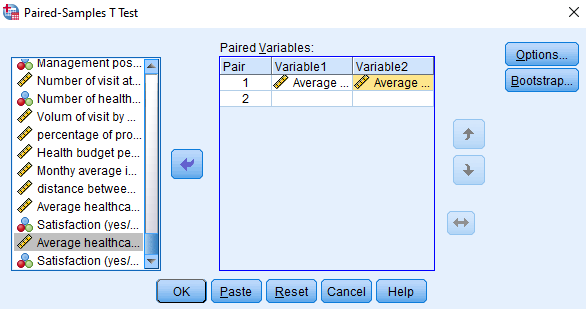 Paired-Samples T Test
Management pos...
Number of visit at...
Number of health...
Volum of visit by ...
percentage of pro...
Health budget pe...
Monthy average i...
distance betwee...
Average healthca...
Satisfaction (yes/...
Average healthca...
Satisfaction (yes/...
Paired Variables:
Pair Variable1 Variable2
1 Average ... Average ...
2
Options...
Bootstrap...
OK Paste Reset Cancel Help